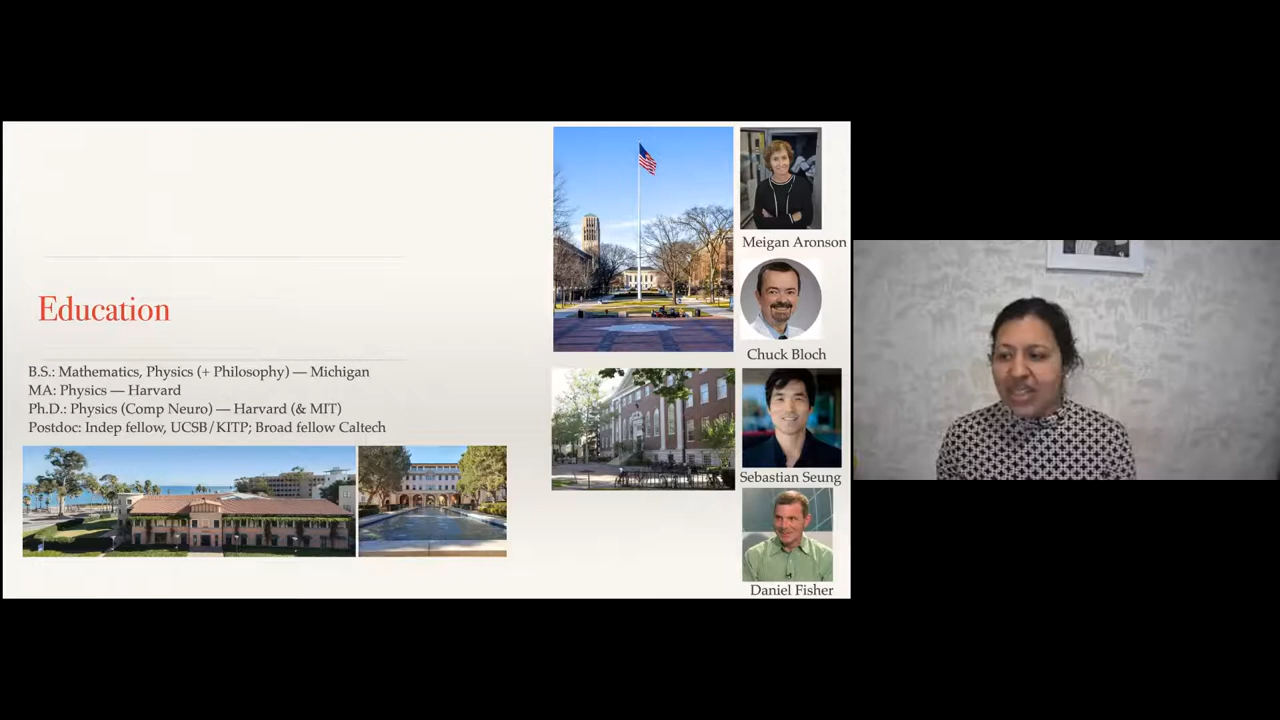 Education
B.S.: Mathematics, Physics (+ Philosophy) — Michigan
MA: Physics — Harvard
Ph.D.: Physics (Comp Neuro) — Harvard (& MIT)
Postdoc: Indep fellow, UCSB/KITP; Broad fellow Caltech
Meigan Aronson
Chuck Bloch
Sebastian Seung
Daniel Fisher